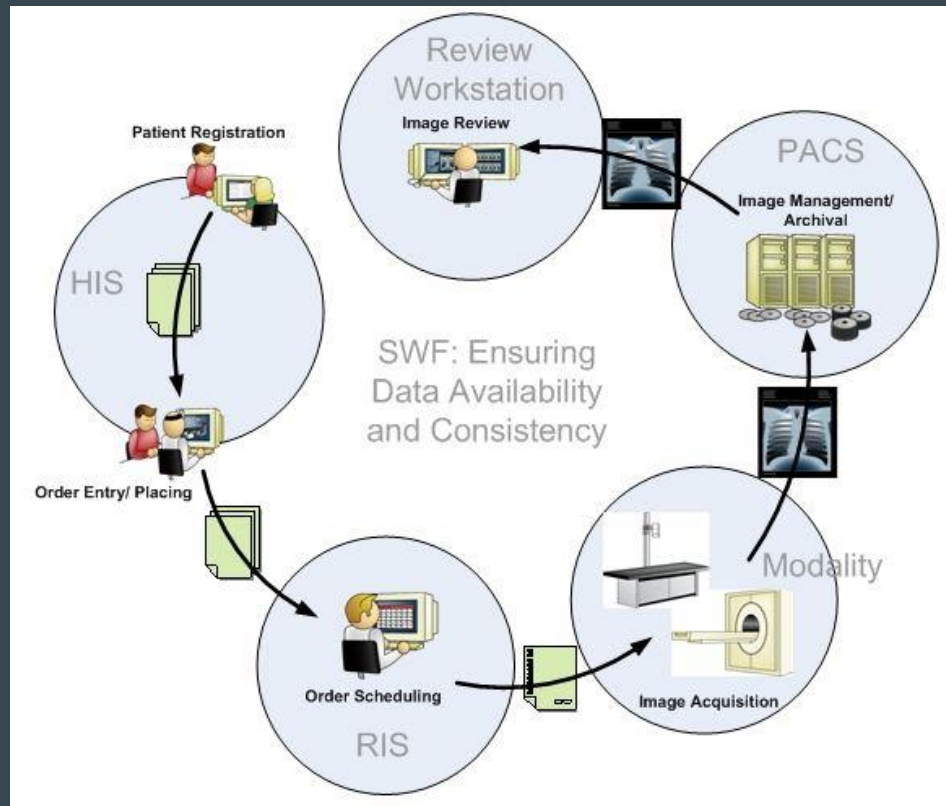 Patient Registration
HIS
Order Entry/ Placing
Order Scheduling
RIS
Modality
Image Acquisition
PACS
Image Management/
Archival
Review
Workstation
Image Review
SWF: Ensuring
Data Availability
and Consistency